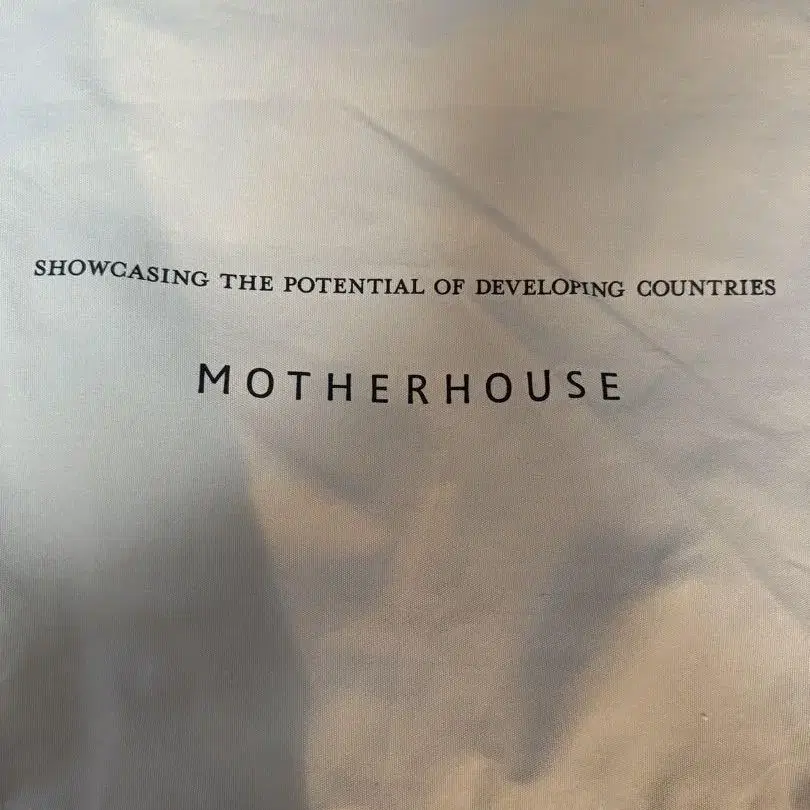 SHOWCASING THE POTENTIAL OF DEVELOPING COUNTRIES
MOTHERHOUSE